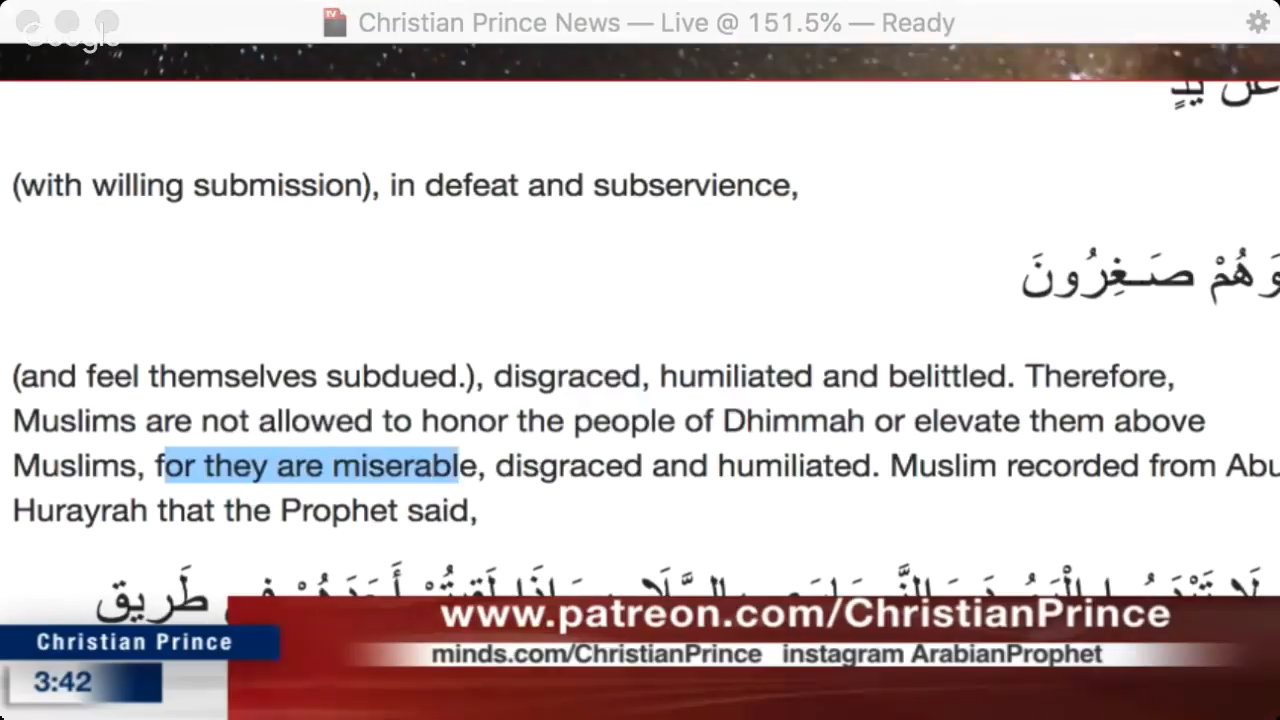 Christian Prince News — Live @ 151.5% — Ready
Google
عَن يَدٍ
(with willing submission), in defeat and subservience,
وَهُمْ صَـغِرُونَ
(and feel themselves subdued.), disgraced, humiliated and belittled. Therefore,
Muslims are not allowed to honor the people of Dhimmah or elevate them above
Muslims, for they are miserable, disgraced and humiliated. Muslim recorded from Abu
Hurayrah that the Prophet said,
طَرِيق
www.patreon.com/ChristianPrince
Christian Prince
minds.com/ChristianPrince instagram ArabianProphet
3:42